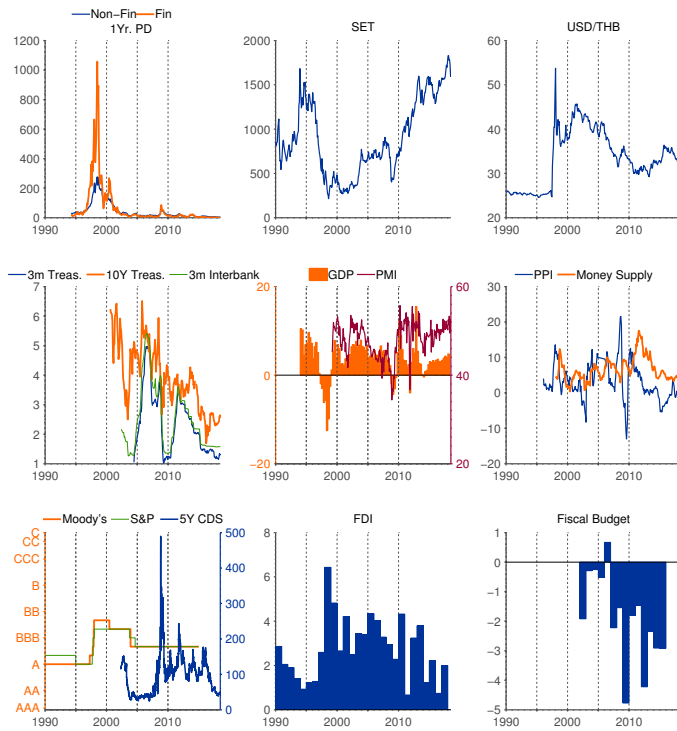 Non-Fin Fin
1Yr. PD
1200
1000
800
600
400
200
0
1990 2000 2010
SET
2000
1500
1000
500
0
1990 2000 2010
USD/THB
60
50
40
30
20
1990 2000 2010
3m Treas. 10Y Treas. 3m Interbank
7
6
5
4
3
2
1
1990 2000 2010
GDP PMI
20 60
0 40
−20 20
1990 2000 2010
PPI Money Supply
30
20
10
0
−10
−20
1990 2000 2010
Moody's S&P 5Y CDS
C 500
CC
CCC
400
B
300
BB
BBB 200
A 100
AA
AAA 0
1990 2000 2010
FDI
8
6
4
2
0
1990 2000 2010
Fiscal Budget
1
0
−1
−2
−3
−4
−5
1990 2000 2010